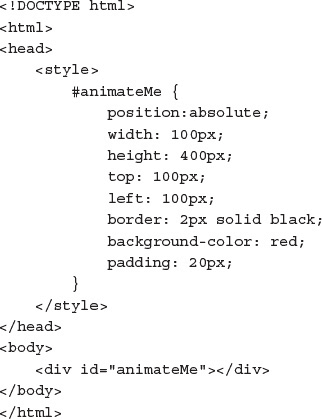 <!DOCTYPE html>
<html>
<head>
    <style>
        #animateMe {
            position:absolute;
            width: 100px;
            height: 400px;
            top: 100px;
            left: 100px;
            border: 2px solid black;
            background-color: red;
            padding: 20px;
        }
    </style>
</head>
<body>
    <div id="animateMe"></div>
</body>
</html>